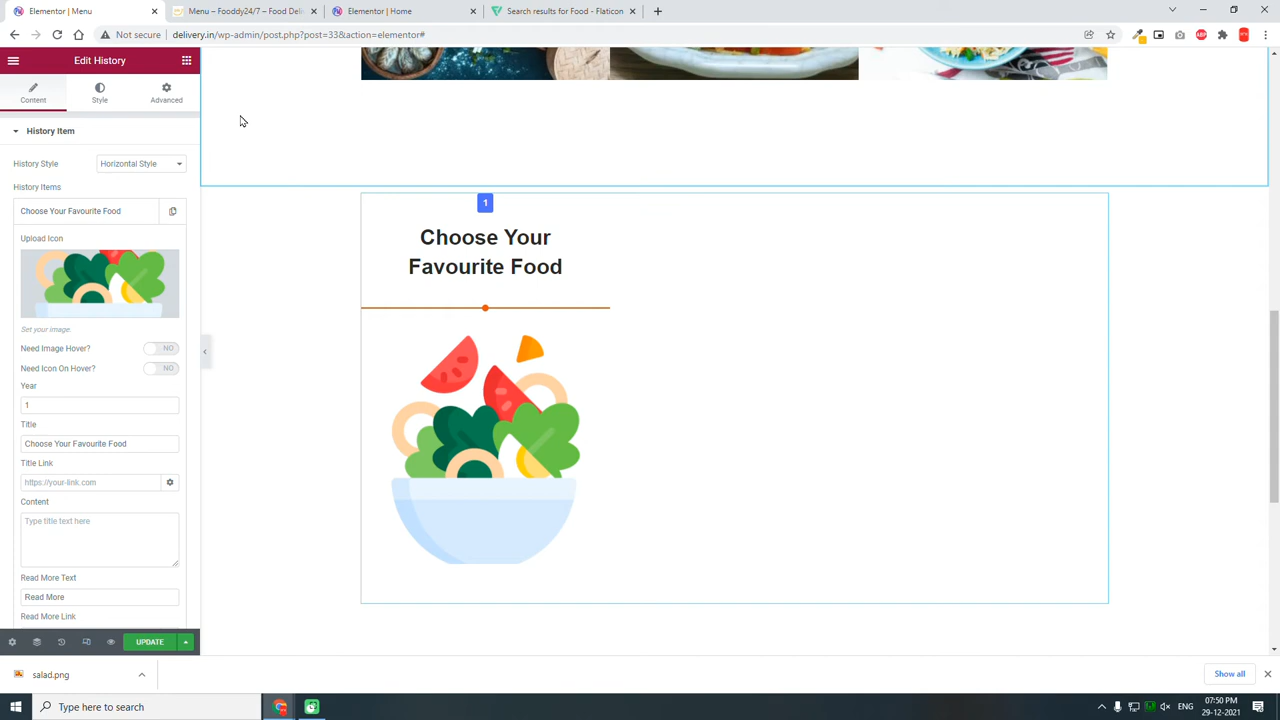 Elementor | Menu
Menu – Fooddy24/7 – Food Deli
Elementor | Home
Search results for Food - Flaticon
Not secure
delivery.in/wp-admin/post.php?post=33&action=elementor#
Edit History
Content
Style
Advanced
History Item
History Style
Horizontal Style
History Items
Choose Your Favourite Food
Upload Icon
Set your image.
Need Image Hover?
NO
Need Icon On Hover?
NO
Year
1
Title
Choose Your Favourite Food
Title Link
https://your-link.com
Content
Type title text here
Read More Text
Read More
Read More Link
UPDATE
1
Choose Your
Favourite Food
salad.png
Show all
Type here to search
ENG
07:50 PM
29-12-2021